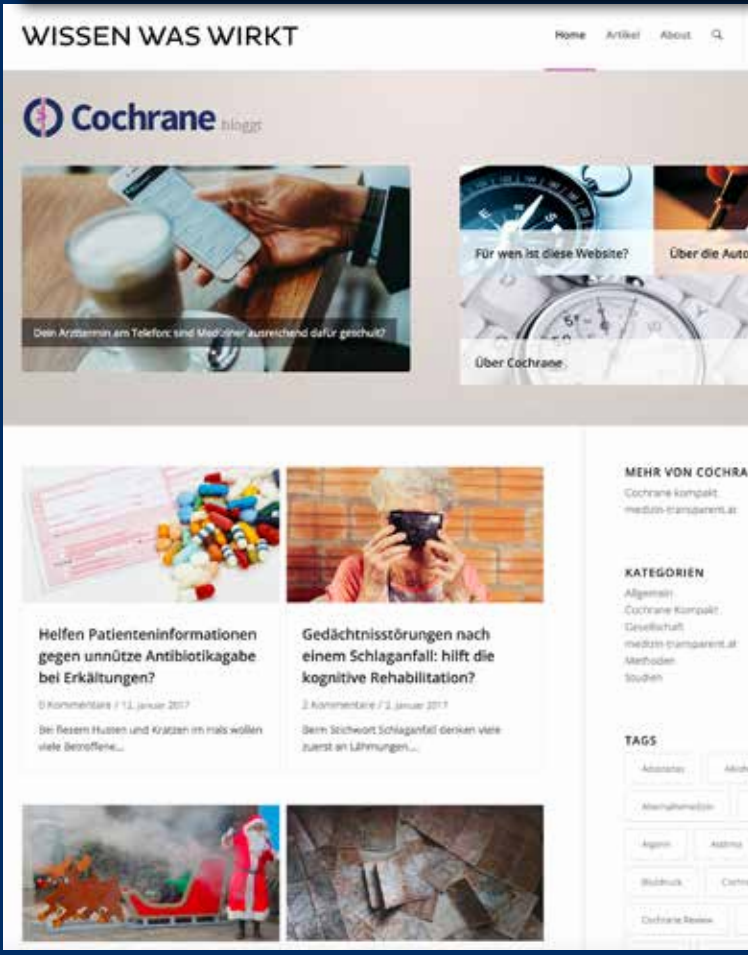 WISSEN WAS WIRKT
Home Artikel About
Cochrane bloggt
Dein Arzttermin am Telefon: sind Mediziner ausreichend dafür geschult?
Für wen ist diese Website?
Über die Auto
Über Cochrane
Helfen Patienteninformationen
gegen unnütze Antibiotikagabe
bei Erkältungen?
0 Kommentare / 12. Januar 2017
Bei fiesem Husten und Kratzen im Hals wollen
viele Betroffene...
Gedächtnisstörungen nach
einem Schlaganfall: hilft die
kognitive Rehabilitation?
2 Kommentare / 2. Januar 2017
Beim Stichwort Schlaganfall denken viele
zuerst an Lähmungen...
MEHR VON COCHRA
Cochrane kompakt
medizin-transparent.at
KATEGORIEN
Allgemein
Cochrane Kompakt
Gesellschaft
medizin-transparent.at
Methoden
Studien
TAGS
Alternativmedizin
Asthma
Blutdruck
Cochrane Review